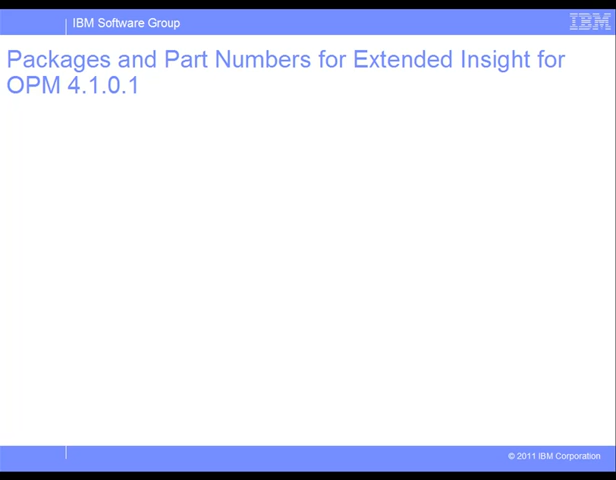 IBM Software Group
IBM
Packages and Part Numbers for Extended Insight for
OPM 4.1.0.1
© 2011 IBM Corporation